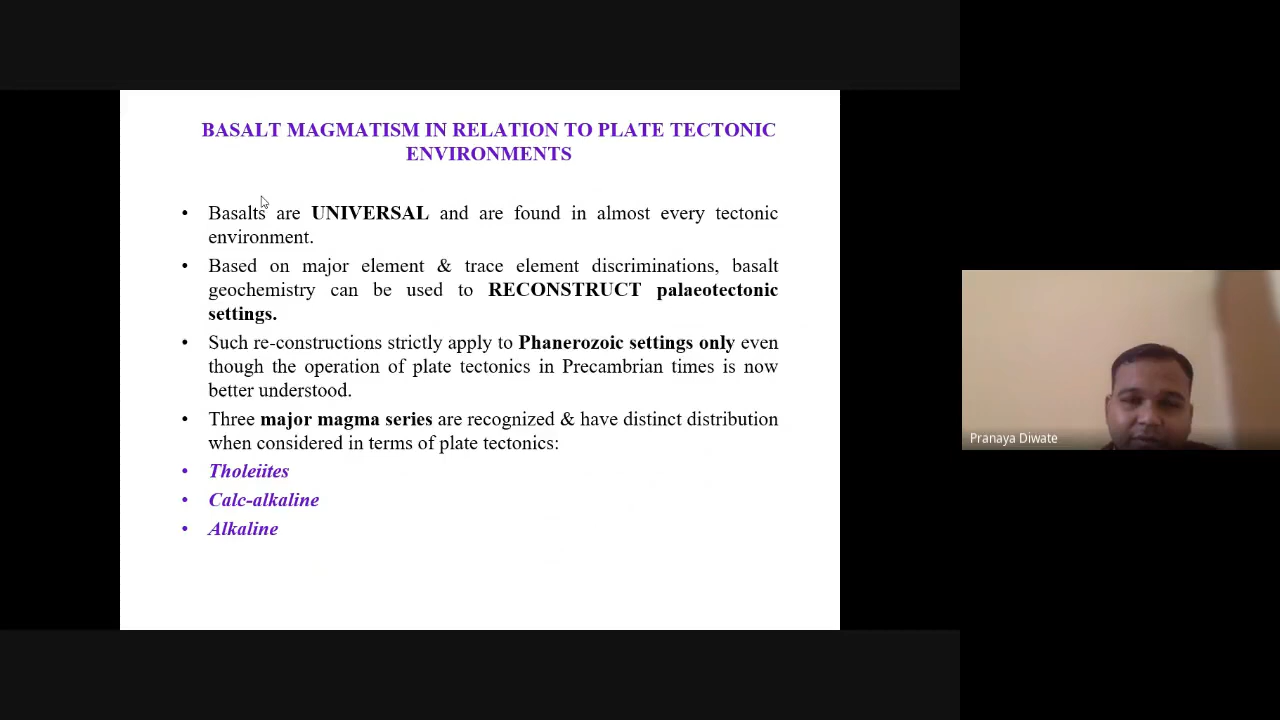 BASALT MAGMATISM IN RELATION TO PLATE TECTONIC
ENVIRONMENTS
• Basalts are UNIVERSAL and are found in almost every tectonic
environment.
• Based on major element & trace element discriminations, basalt
geochemistry can be used to RECONSTRUCT palaeotectonic
settings.
• Such re-constructions strictly apply to Phanerozoic settings only even
though the operation of plate tectonics in Precambrian times is now
better understood.
• Three major magma series are recognized & have distinct distribution
when considered in terms of plate tectonics:
• Tholeiites
• Calc-alkaline
• Alkaline
Pranaya Diwate